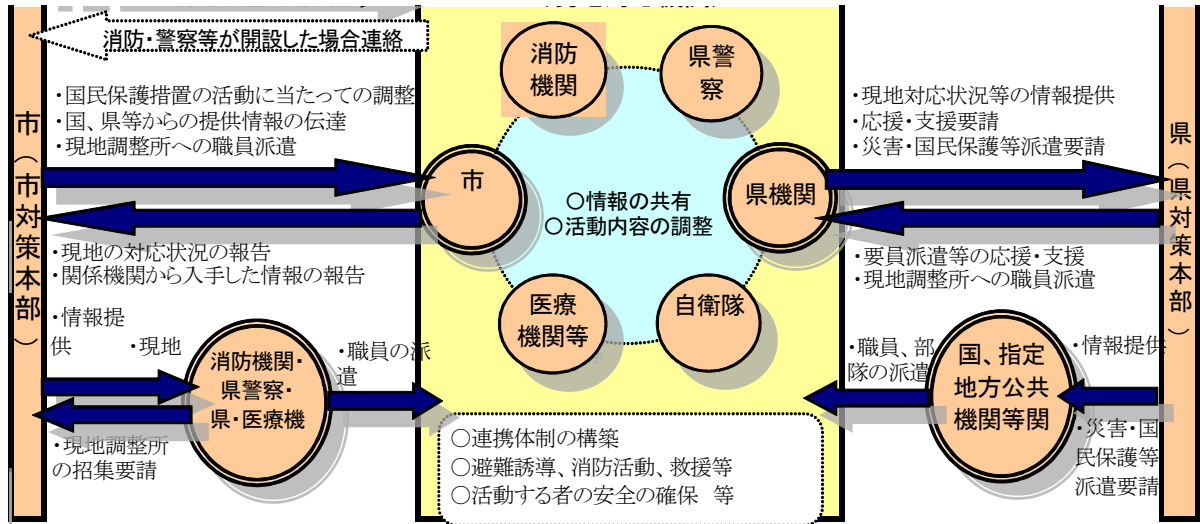 消防・警察等が開設した場合連絡
市（市対策本部）
・国民保護措置の活動に当たっての調整
・国、県等からの提供情報の伝達
・現地調整所への職員派遣
・現地の対応状況の報告
・関係機関から入手した情報の報告
・情報提
供
・現地
消防機関・
県警察・
県・医療機
・職員の派
遣
・現地調整所
の招集要請
消防
機関
県警
察
市
県機関
○情報の共有
○活動内容の調整
医療
機関等
自衛隊
○連携体制の構築
○避難誘導、消防活動、救援等
○活動する者の安全の確保 等
・現地対応状況等の情報提供
・応援・支援要請
・災害・国民保護等派遣要請
・要員派遣等の応援・支援
・現地調整所への職員派遣
・職員、部
隊の派遣
国、指定
地方公共
機関等関
・情報提供
・災害・国
民保護等
派遣要請
県（県対策本部）